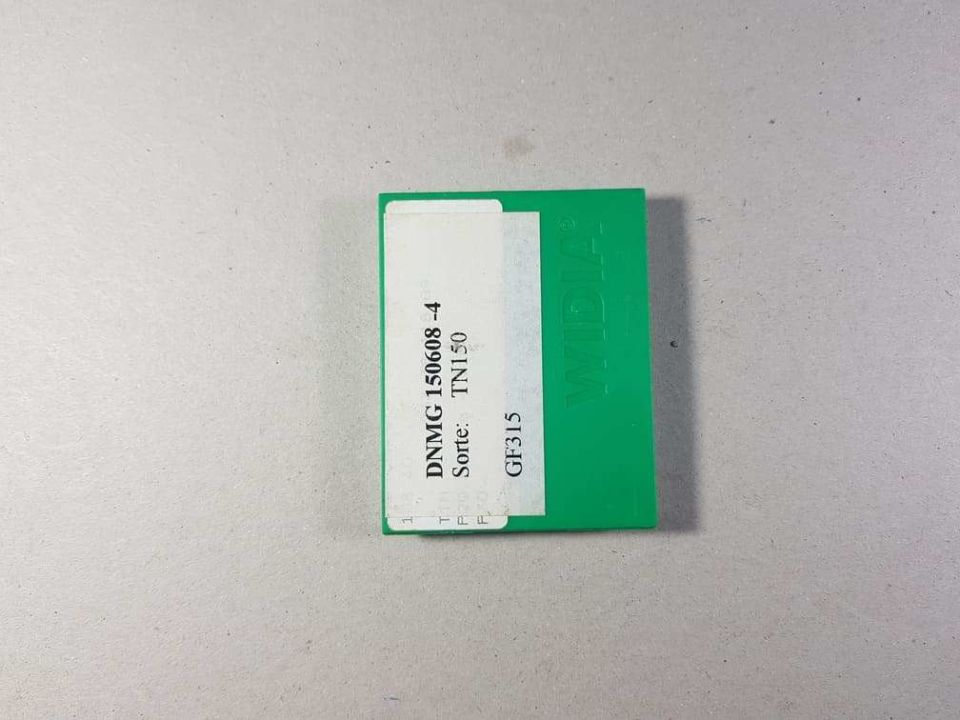 DNMG 150608 -4
Sorte: TN150
GF315
WIDIA®